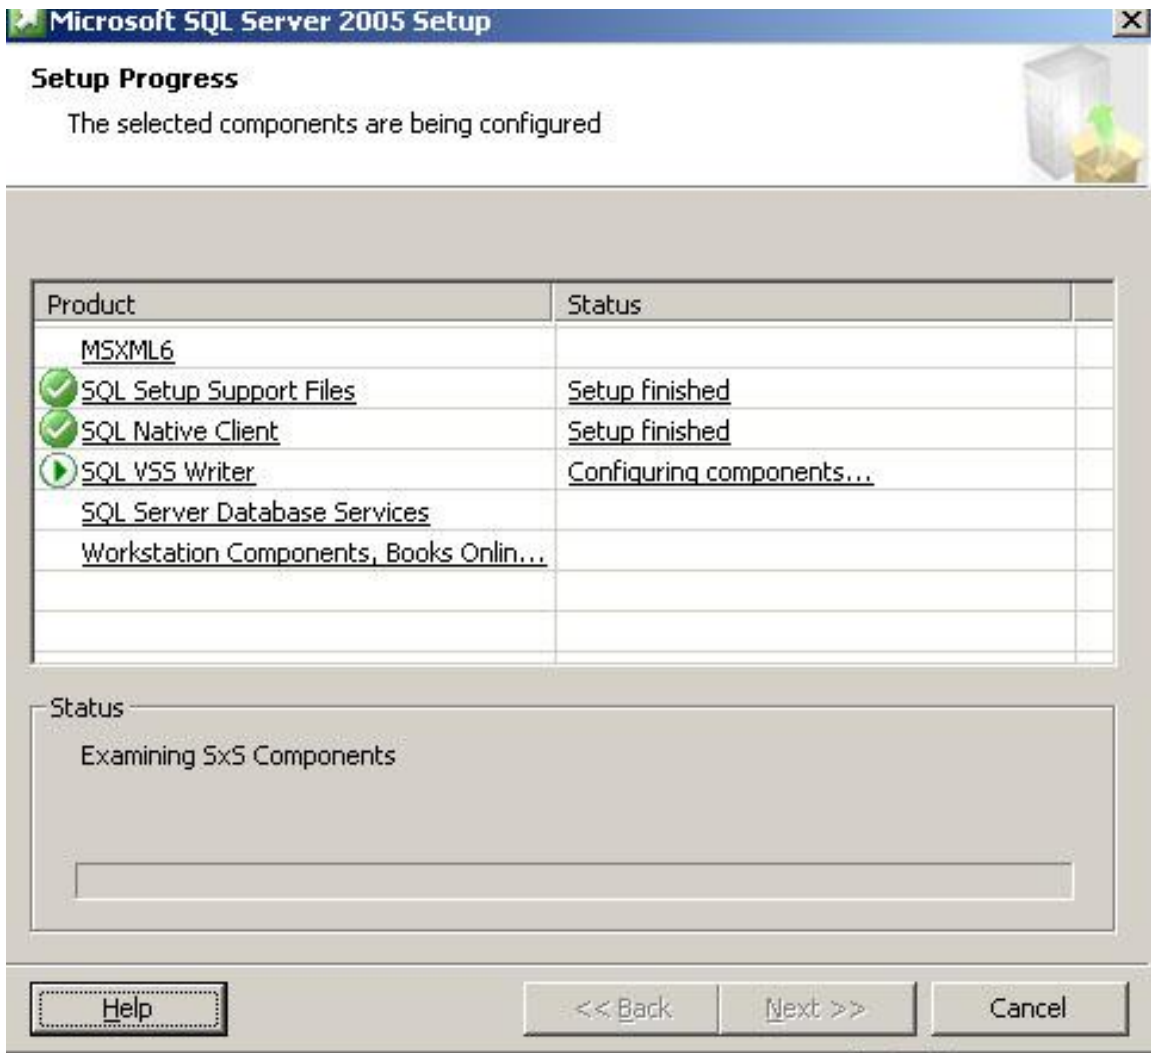 Microsoft SQL Server 2005 Setup
Setup Progress
The selected components are being configured
Product Status
MSXML6
SQL Setup Support Files Setup finished
SQL Native Client Setup finished
SQL VSS Writer Configuring components...
SQL Server Database Services
Workstation Components, Books Onlin...
Status
Examining SxS Components
Help << Back Next >> Cancel